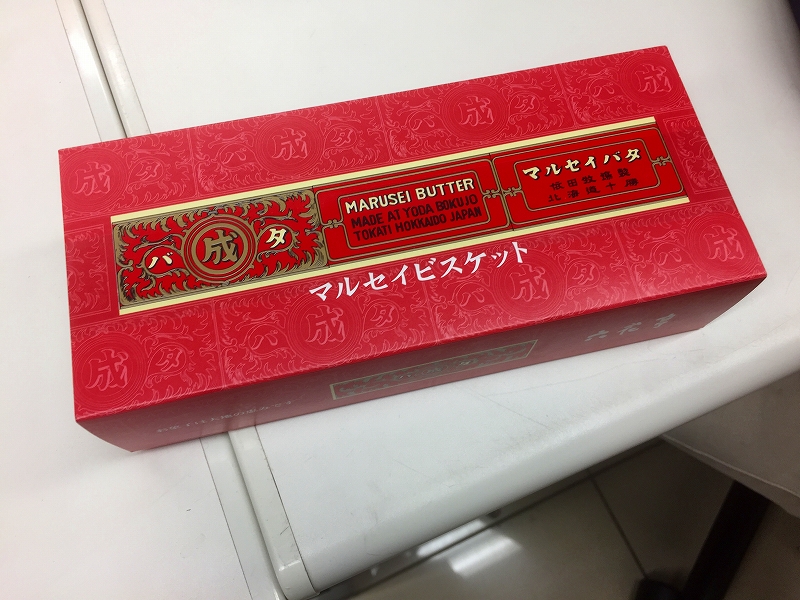 バ 成 タ
MARUSEI BUTTER
MADE AT YODA BOKUJO
TOKATI HOKKAIDO JAPAN
マルセイバタ
依田牧場製
北海道十勝
マルセイビスケット
六花亭